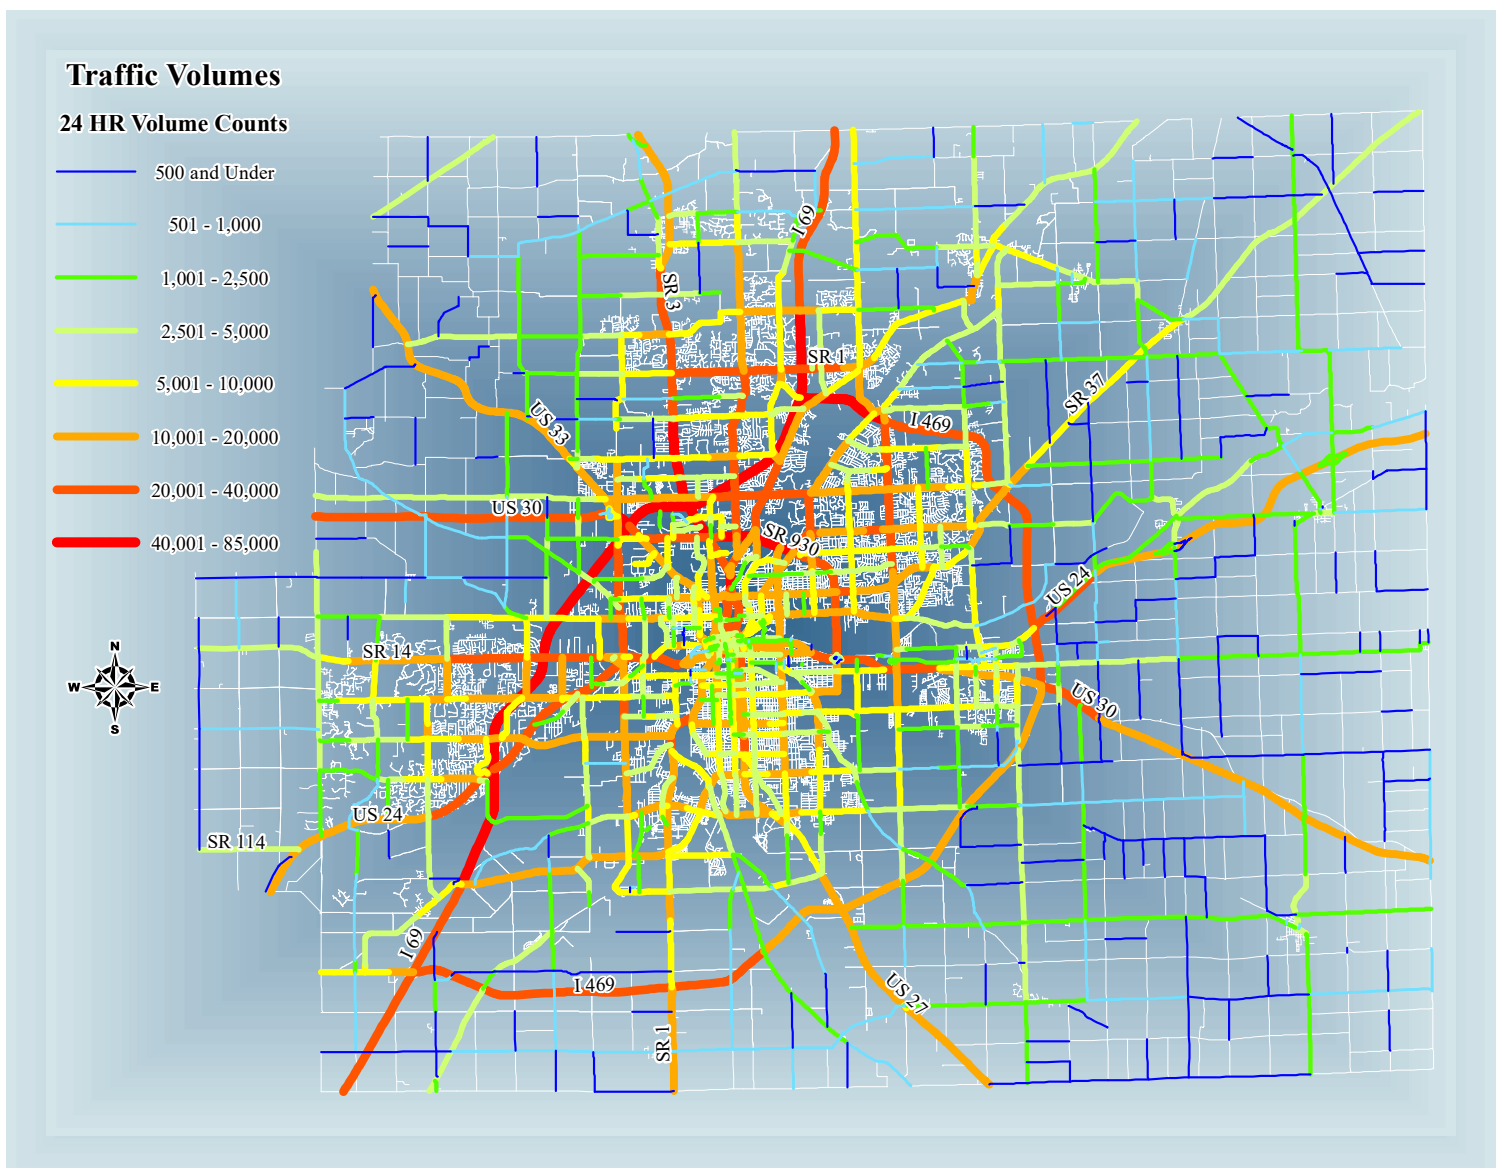 Traffic Volumes
24 HR Volume Counts
500 and Under
501 - 1,000
1,001 - 2,500
2,501 - 5,000
5,001 - 10,000
10,001 - 20,000
20,001 - 40,000
40,001 - 85,000
I 69
SR 3
SR 1
SR 37
US 33
I 469
US 30
SR 930
US 24
SR 14
US 30
US 24
SR 114
I 69
I 469
US 27
SR 1
N
W
E
S